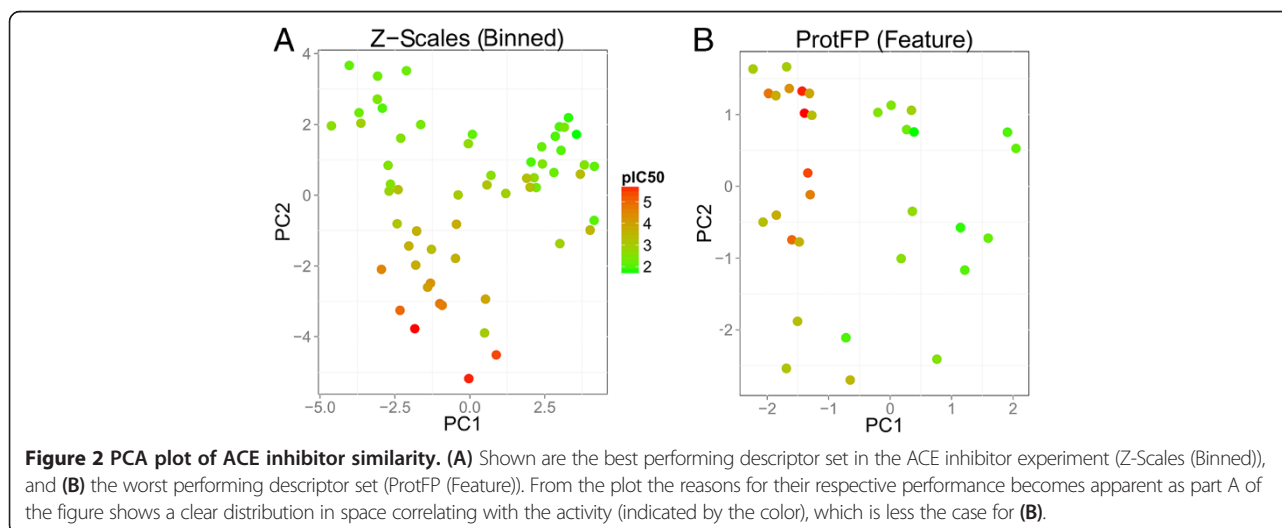 A
Z-Scales (Binned)
4
2
0
-2
-4
PC2
-5.0
-2.5
0.0
2.5
PC1
pIC50
5
4
3
2
B
ProtFP (Feature)
1
0
-1
-2
PC2
-2
-1
0
1
2
PC1
Figure 2 PCA plot of ACE inhibitor similarity. (A) Shown are the best performing descriptor set in the ACE inhibitor experiment (Z-Scales (Binned)),
and (B) the worst performing descriptor set (ProtFP (Feature)). From the plot the reasons for their respective performance becomes apparent as part A of
the figure shows a clear distribution in space correlating with the activity (indicated by the color), which is less the case for (B).